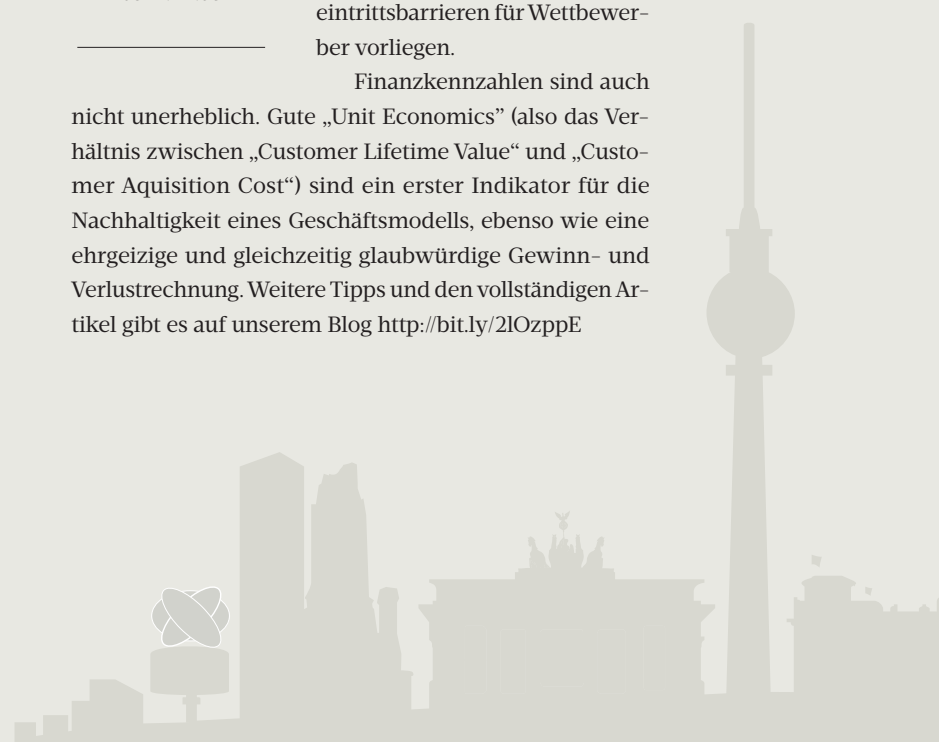 eintrittsbarrieren für Wettbewer-
ber vorliegen.
Finanzkennzahlen sind auch
nicht unerheblich. Gute „Unit Economics” (also das Ver-
hältnis zwischen „Customer Lifetime Value“ und „Custo-
mer Aquisition Cost“) sind ein erster Indikator für die
Nachhaltigkeit eines Geschäftsmodells, ebenso wie eine
ehrgeizige und gleichzeitig glaubwürdige Gewinn- und
Verlustrechnung. Weitere Tipps und den vollständigen Ar-
tikel gibt es auf unserem Blog http://bit.ly/2lOzppE